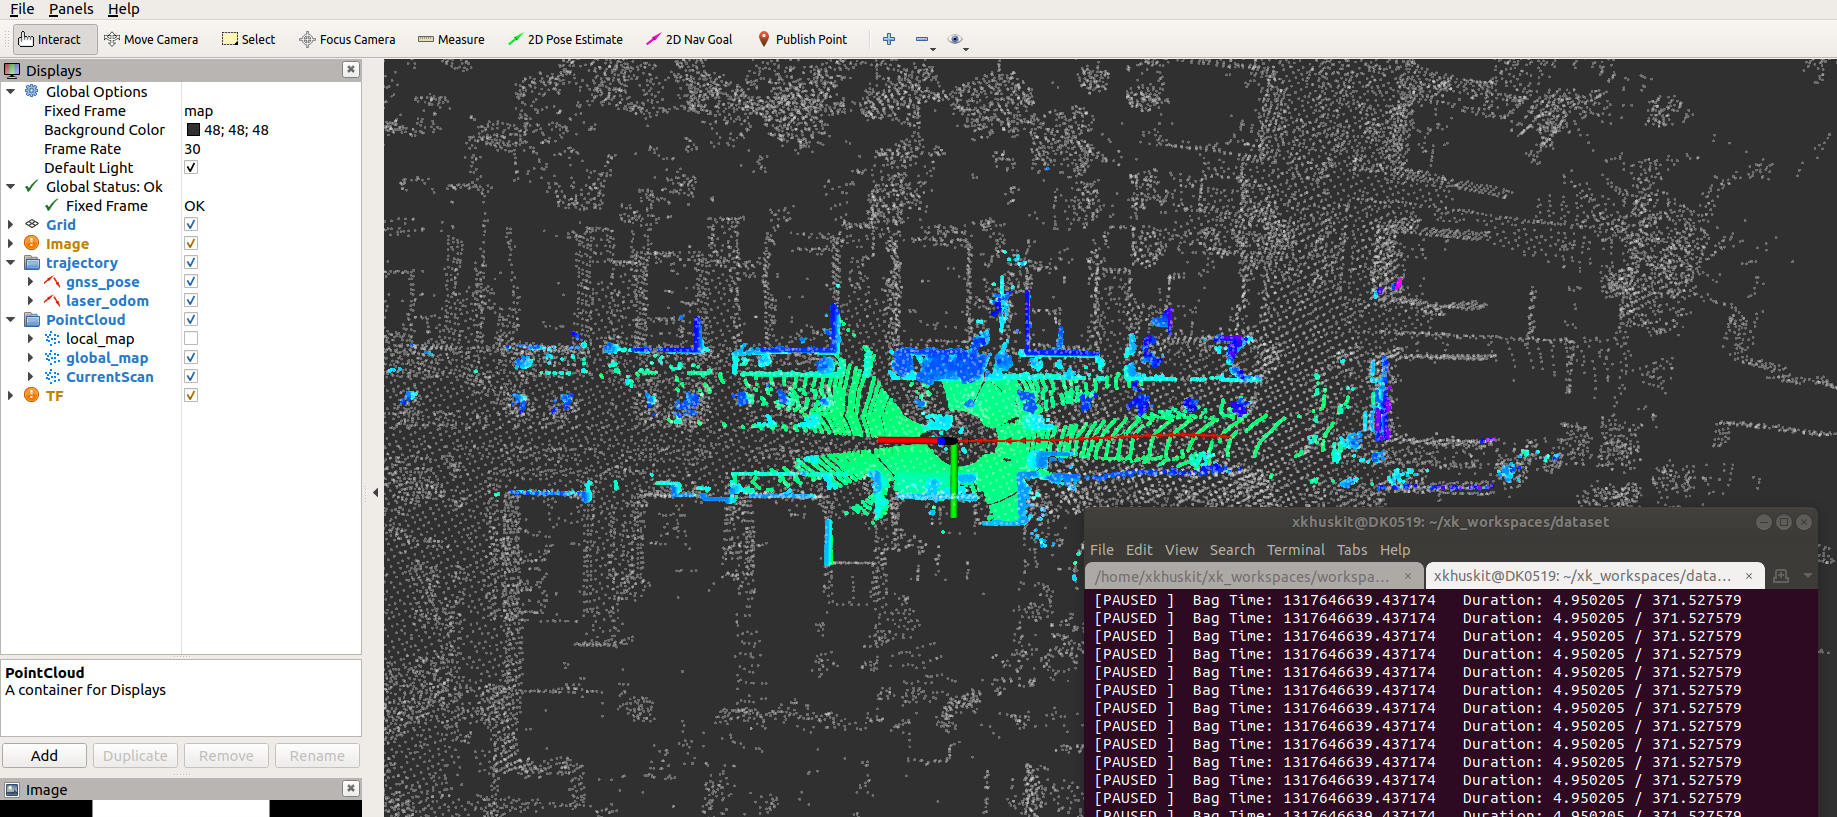 File Panels Help
Interact Move Camera Select Focus Camera Measure 2D Pose Estimate 2D Nav Goal Publish Point
Displays
Global Options
Fixed Frame map
Background Color 48; 48; 48
Frame Rate 30
Default Light
Global Status: Ok
Fixed Frame OK
Grid
Image
trajectory
gnss_pose
laser_odom
PointCloud
local_map
global_map
CurrentScan
TF
PointCloud
A container for Displays
Add Duplicate Remove Rename
Image
xkhuskit@DK0519: ~/xk_workspaces/dataset
File Edit View Search Terminal Tabs Help
/home/xkhuskit/xk_workspaces/workspa... × xkhuskit@DK0519: ~/xk_workspaces/data... ×
[PAUSED ] Bag Time: 1317646639.437174 Duration: 4.950205 / 371.527579
[PAUSED ] Bag Time: 1317646639.437174 Duration: 4.950205 / 371.527579
[PAUSED ] Bag Time: 1317646639.437174 Duration: 4.950205 / 371.527579
[PAUSED ] Bag Time: 1317646639.437174 Duration: 4.950205 / 371.527579
[PAUSED ] Bag Time: 1317646639.437174 Duration: 4.950205 / 371.527579
[PAUSED ] Bag Time: 1317646639.437174 Duration: 4.950205 / 371.527579
[PAUSED ] Bag Time: 1317646639.437174 Duration: 4.950205 / 371.527579
[PAUSED ] Bag Time: 1317646639.437174 Duration: 4.950205 / 371.527579
[PAUSED ] Bag Time: 1317646639.437174 Duration: 4.950205 / 371.527579
[PAUSED ] Bag Time: 1317646639.437174 Duration: 4.950205 / 371.527579
[PAUSED ] Bag Time: 1317646639.437174 Duration: 4.950205 / 371.527579
[PAUSED ] Bag Time: 1317646639.437174 Duration: 4.950205 / 371.527579